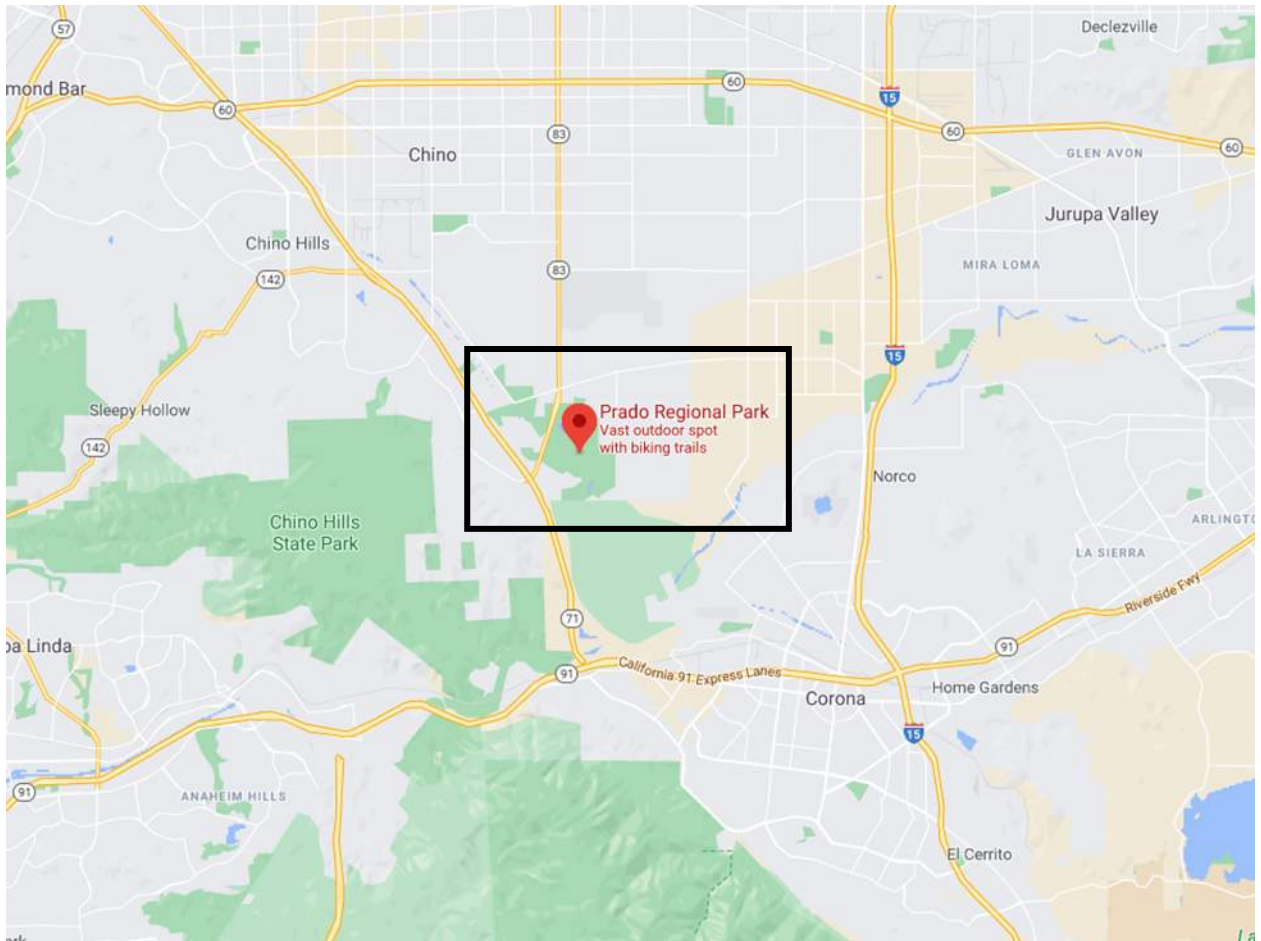 57
Declezville
mond Bar
60
60
15
60
83
Chino
GLEN AVON
60
Jurupa Valley
Chino Hills
142
83
MIRA LOMA
15
Sleepy Hollow
142
Prado Regional Park
Vast outdoor spot
with biking trails
Norco
Chino Hills
State Park
ARLINGTO
LA SIERRA
Riverside Fwy
71
ba Linda
91
91
California 91 Express Lanes
Corona
Home Gardens
15
91
ANAHEIM HILLS
El Cerrito
La